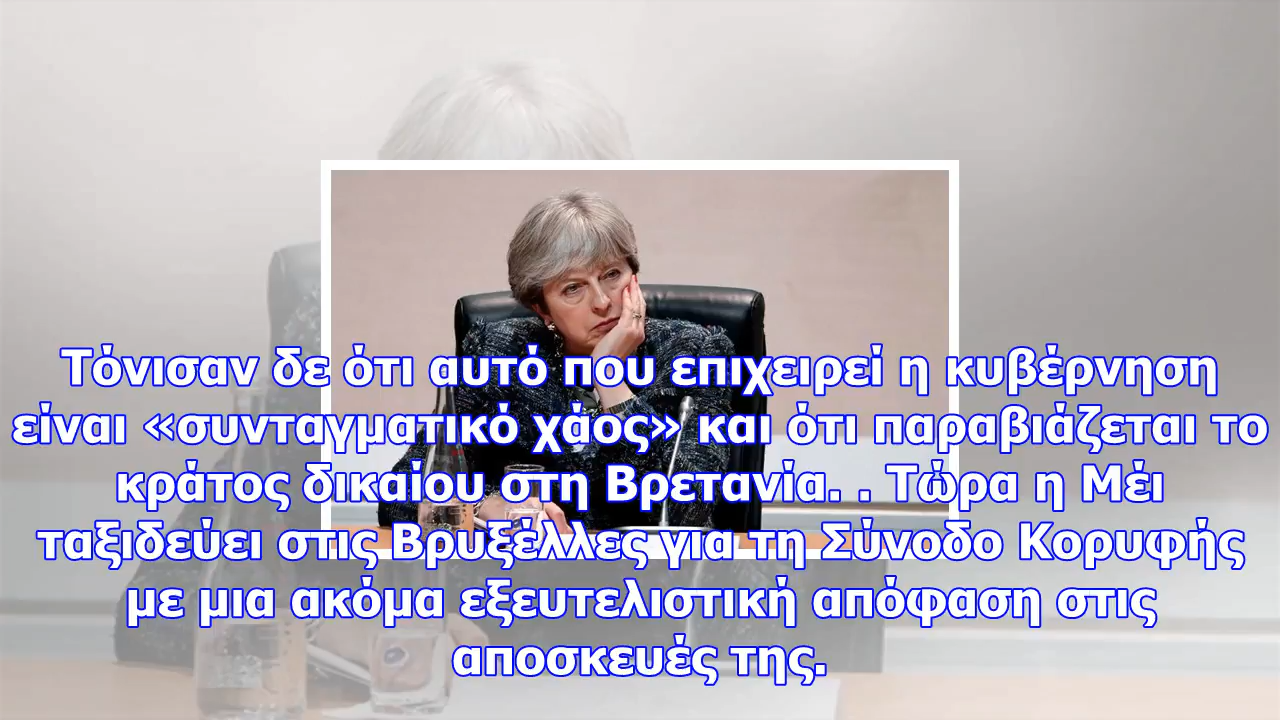 Τόνισαν δε ότι αυτό που επιχειρεί η κυβέρνηση
είναι «συνταγματικό χάος» και ότι παραβιάζεται το
κράτος δικαίου στη Βρετανία. . Τώρα η Μέι
ταξιδεύει στις Βρυξέλλες για τη Σύνοδο Κορυφής
με μια ακόμα εξευτελιστική απόφαση στις
αποσκευές της.